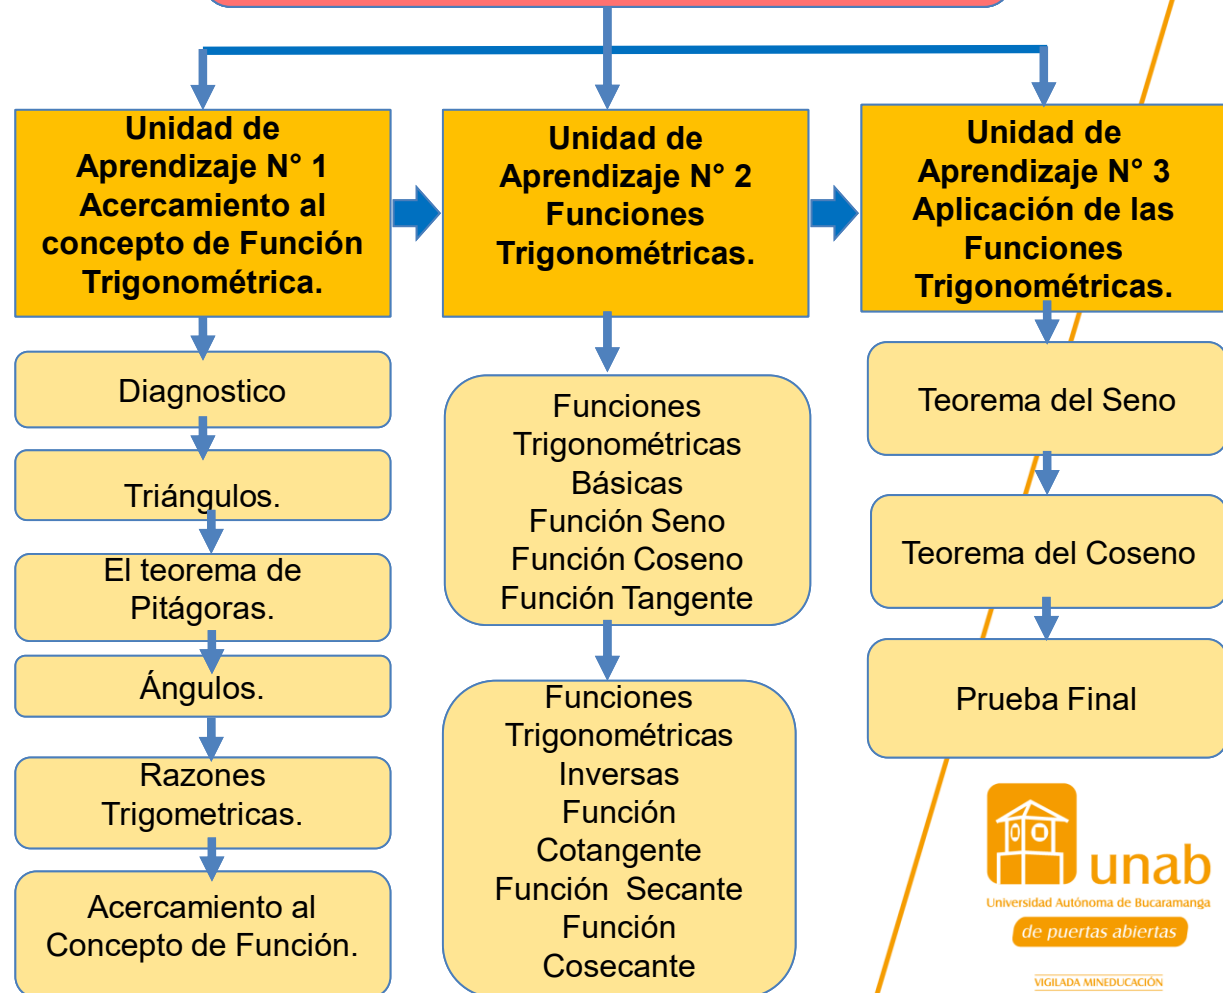 Unidad de
Aprendizaje N° 1
Acercamiento al
concepto de Función
Trigonométrica.
Unidad de
Aprendizaje N° 2
Funciones
Trigonométricas.
Unidad de
Aprendizaje N° 3
Aplicación de las
Funciones
Trigonométricas.
Diagnostico
Triángulos.
El teorema de
Pitágoras.
Ángulos.
Razones
Trigometricas.
Acercamiento al
Concepto de Función.
Funciones
Trigonométricas
Básicas
Función Seno
Función Coseno
Función Tangente
Funciones
Trigonométricas
Inversas
Función
Cotangente
Función Secante
Función
Cosecante
Teorema del Seno
Teorema del Coseno
Prueba Final
unab
Universidad Autónoma de Bucaramanga
de puertas abiertas
VIGILADA MINEDUCACIÓN